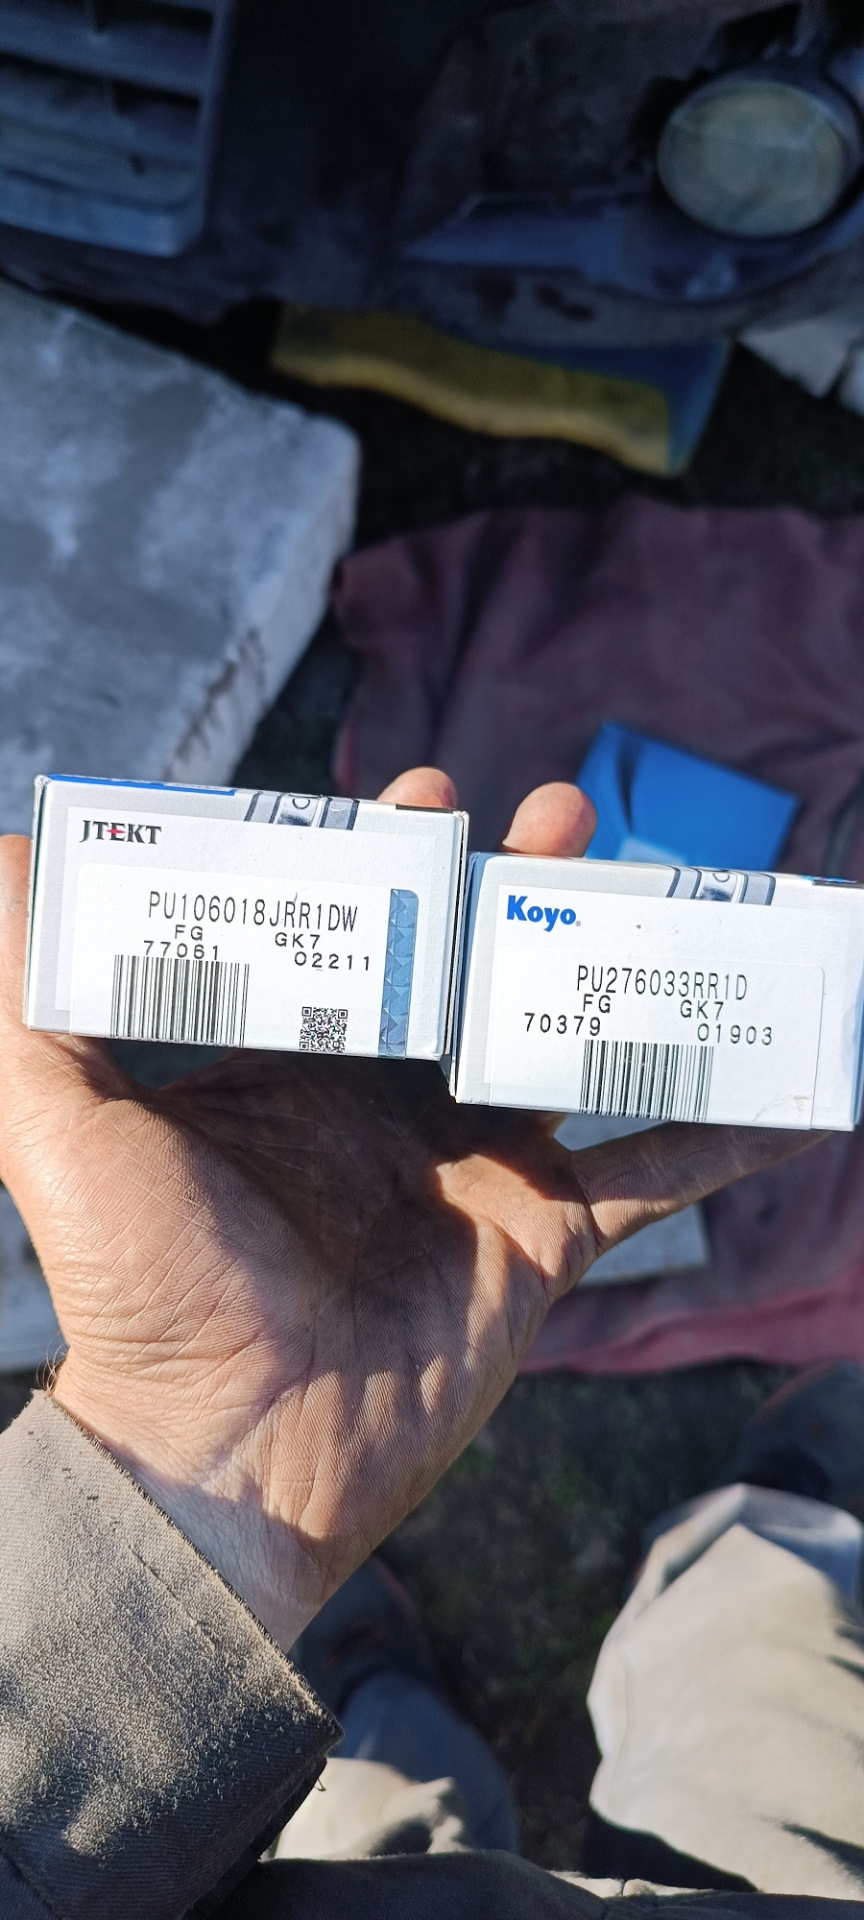 JTEKT
PU106018JRR1DW
FG GK7
77061 02211
Koyo
PU276033RR1D
FG GK7
70379 01903